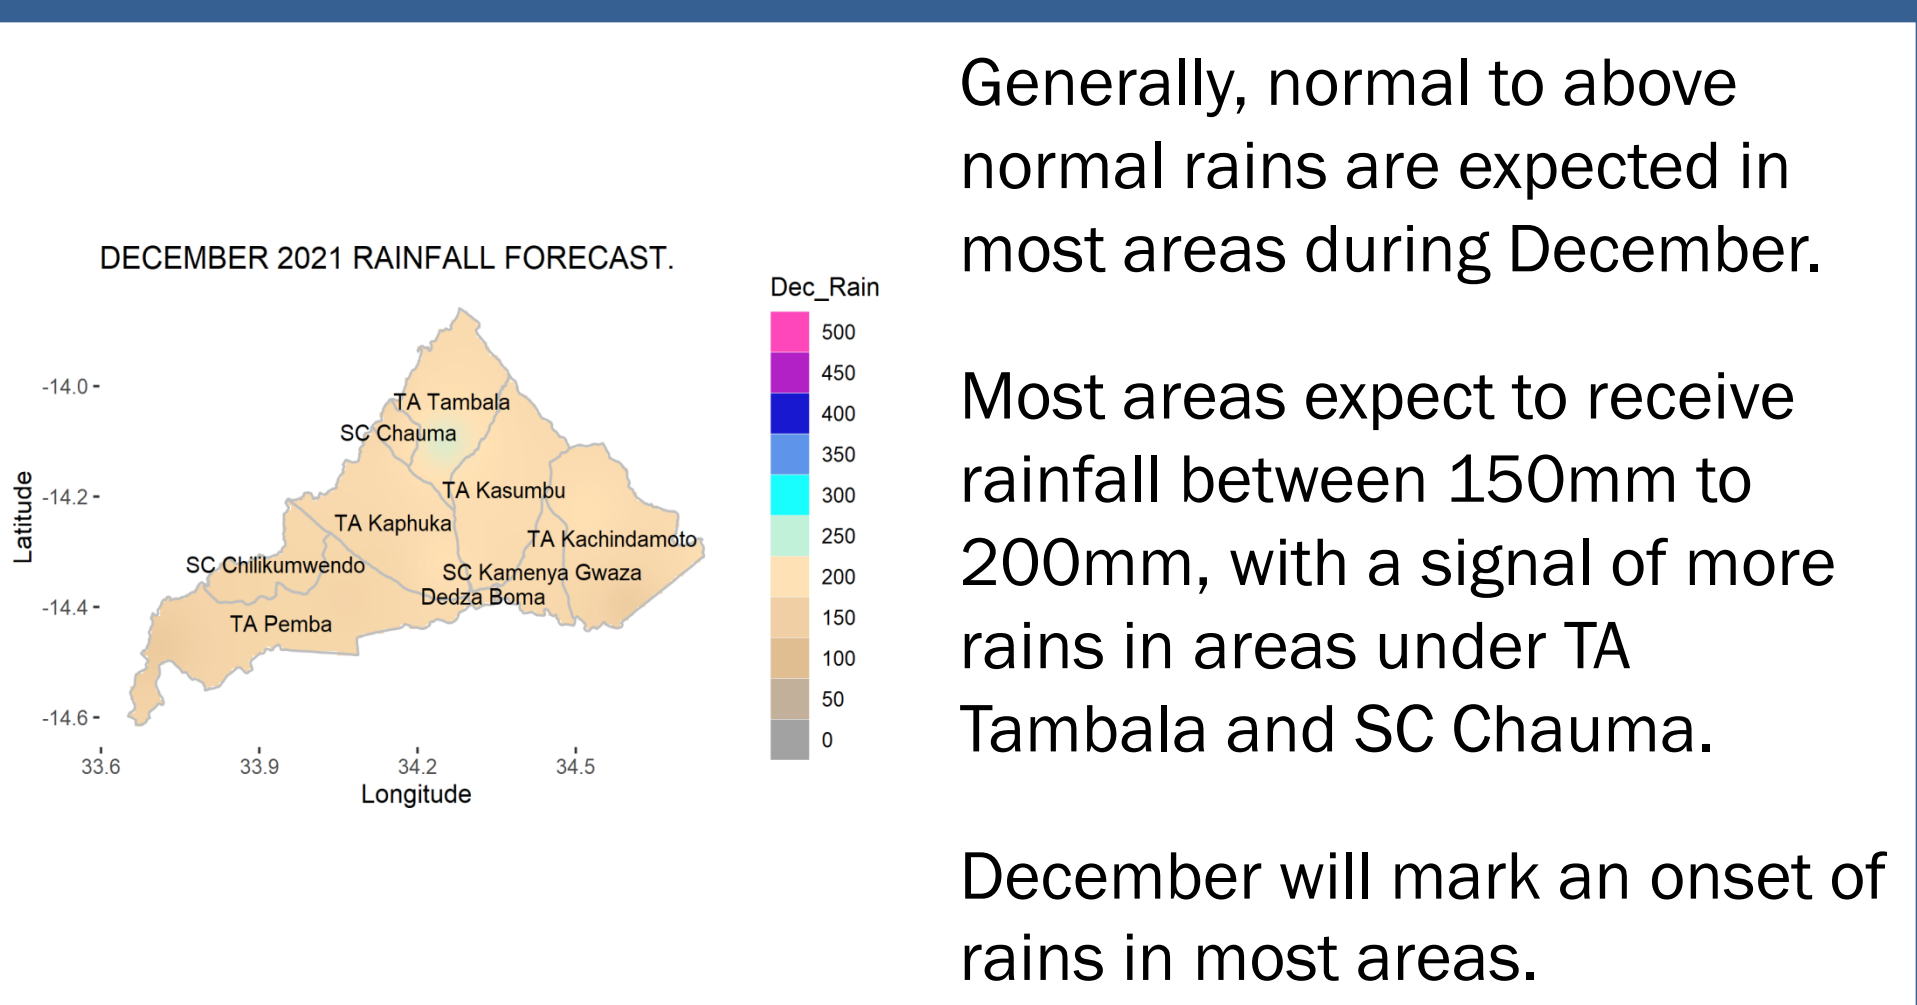 DECEMBER 2021 RAINFALL FORECAST.
Dec_Rain
500
450
400
350
300
250
200
150
100
50
0
Latitude
-14.0
-14.2
-14.4
-14.6
TA Tambala
SC Chauma
TA Kasumbu
TA Kaphuka
TA Kachindamoto
SC Chilikumwendo
SC Kamenya Gwaza
Dedza Boma
TA Pemba
33.6
33.9
34.2
34.5
Longitude
Generally, normal to above
normal rains are expected in
most areas during December.
Most areas expect to receive
rainfall between 150mm to
200mm, with a signal of more
rains in areas under TA
Tambala and SC Chauma.
December will mark an onset of
rains in most areas.